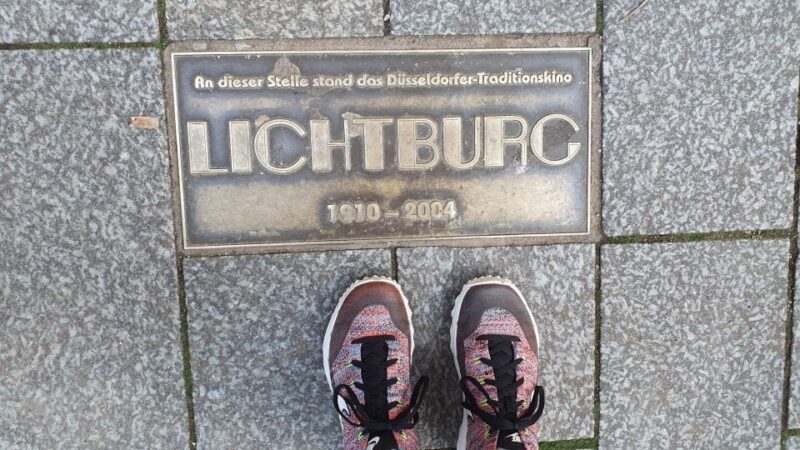 An dieser Stelle stand das Düsseldorfer-Traditionskino
LICHTBURG
1910 – 2004